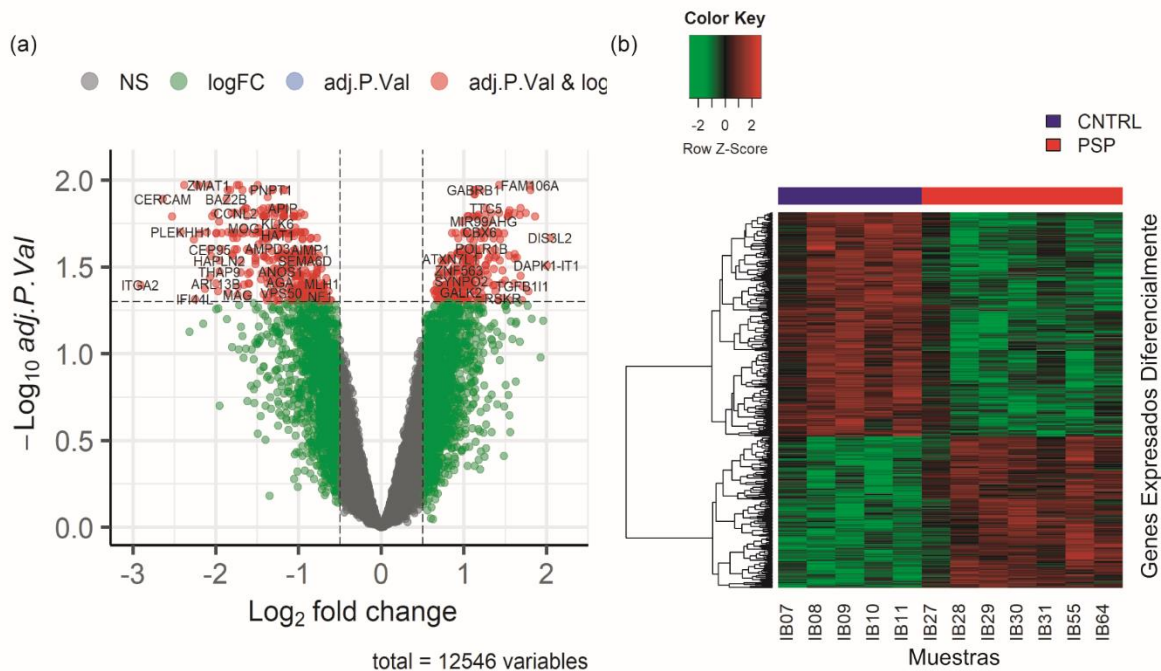 (a)
NS logFC adj.P.Val adj.P.Val & log
−Log10 adj.P.Val
2.0
1.5
1.0
0.5
0.0
ZMAT1 PNPT1
CERCAM BAZ2B
CCNL2 APIP
PLEKHH1 MOG KLK6
HAT1
CEP95 AMPD3 AIMP1
HAPLN2 SEMA6D
THAP9 ANOS1
ITGA2 ARL13B AGA MLH1
IFI44L MAG VPS50 NF2
GABRB1 FAM106A
TTC5
MIR99AHG
CBX6 DIS3L2
POLR1B
ATXN7L1 DAPK1-IT1
ZNF563
SYNPO2 TGFB1I1
GALK2 RSKR
-3 -2 -1 0 1 2
Log2 fold change
total = 12546 variables
(b)
Color Key
-2 0 2
Row Z-Score
CNTRL
PSP
Genes Expresados Diferencialmente
IB07 IB08 IB09 IB10 IB11 IB27 IB28 IB29 IB30 IB31 IB55 IB64
Muestras